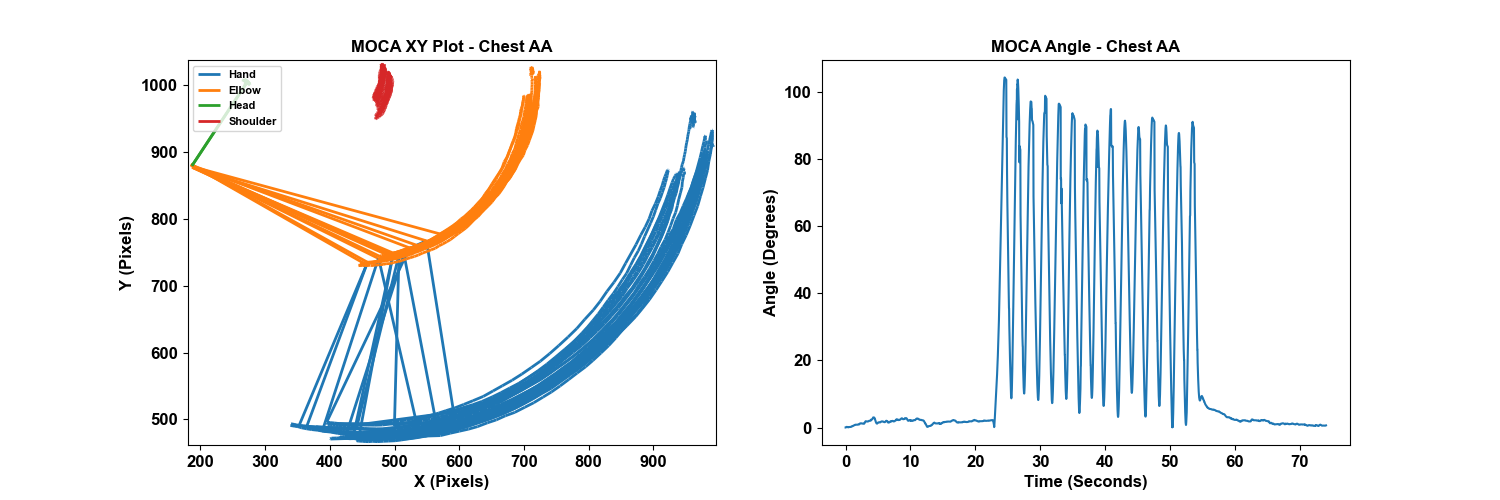 MOCA XY Plot - Chest AA
Hand
Elbow
Head
Shoulder
1000
900
800
700
600
500
Y (Pixels)
200 300 400 500 600 700 800 900
X (Pixels)
MOCA Angle - Chest AA
100
80
60
40
20
0
Angle (Degrees)
0 10 20 30 40 50 60 70
Time (Seconds)